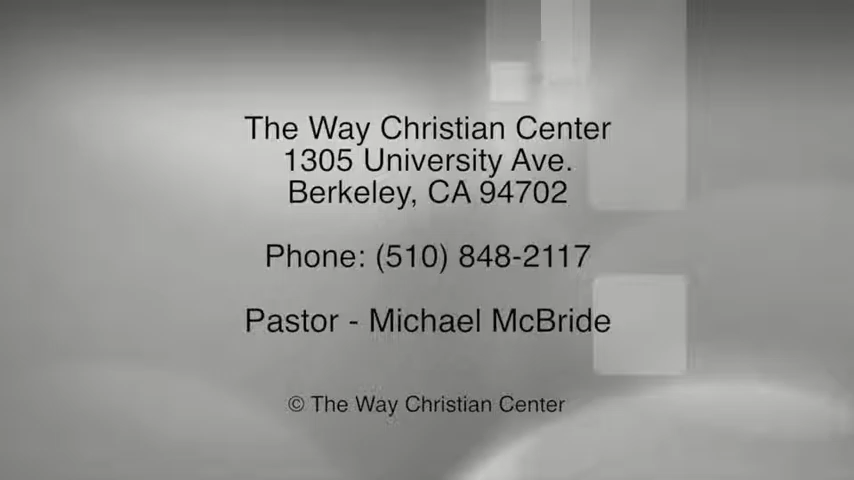 The Way Christian Center
1305 University Ave.
Berkeley, CA 94702
Phone: (510) 848-2117
Pastor - Michael McBride
© The Way Christian Center